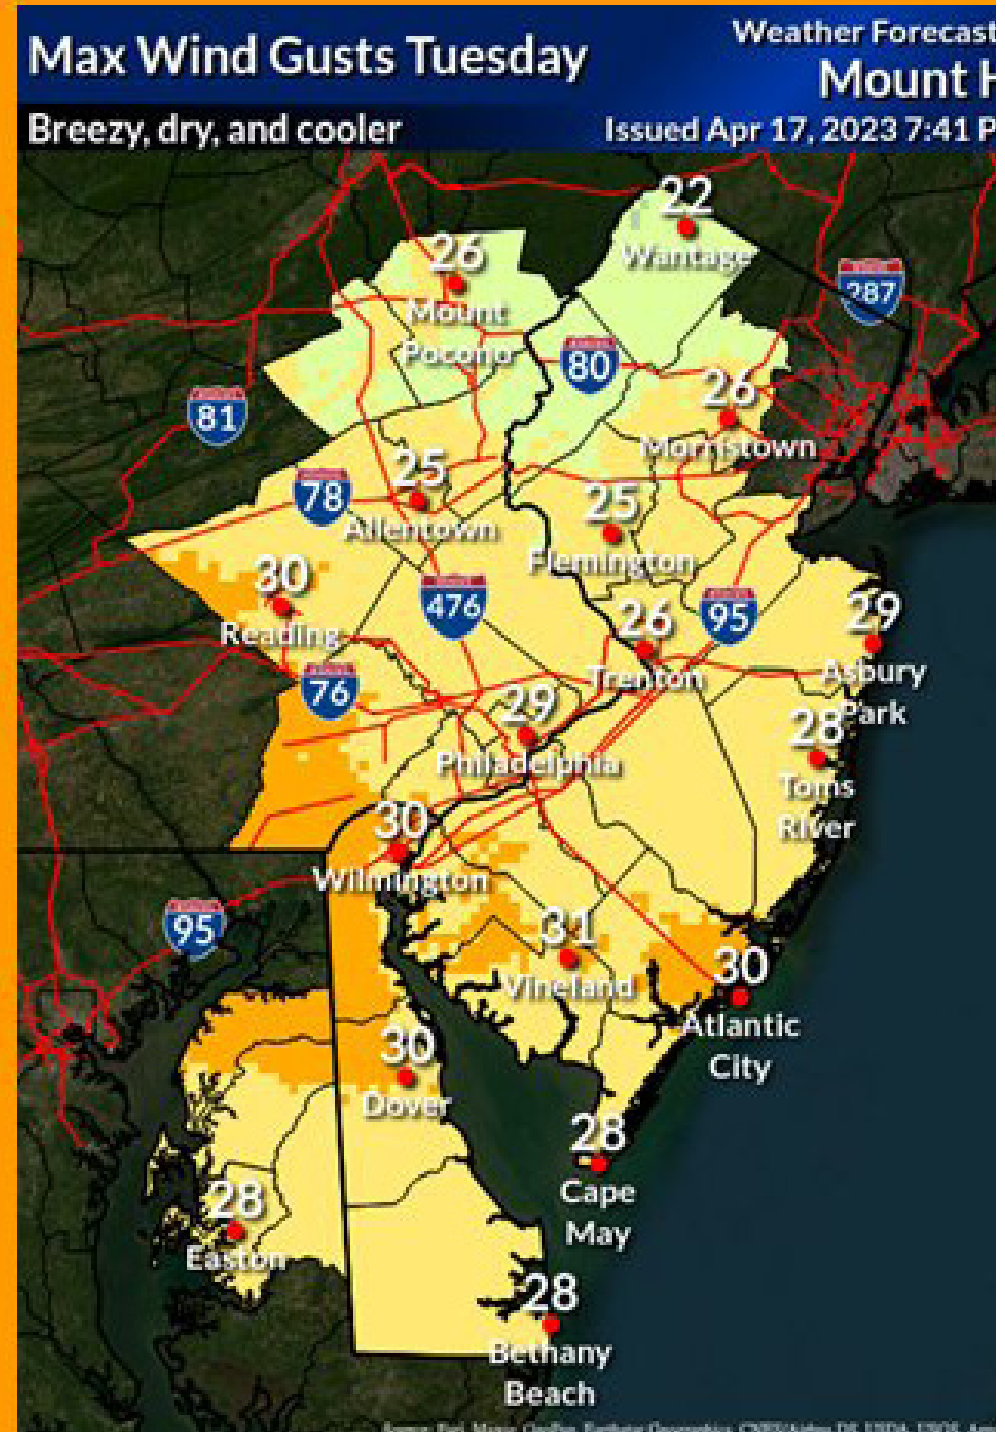 Max Wind Gusts Tuesday
Weather Forecast
Mount H
Breezy, dry, and cooler
Issued Apr 17, 2023 7:41 P
22
Wantage
26
Mount
Pocono
287
80
26
Morristown
81
25
Allentown
78
25
Flemington
30
Reading
476
26
Trenton
95
29
Asbury
Park
76
29
Philadelphia
28
Toms
River
30
Wilmington
95
31
Vineland
30
Atlantic
City
30
Dover
28
Cape
May
28
Easton
28
Bethany
Beach